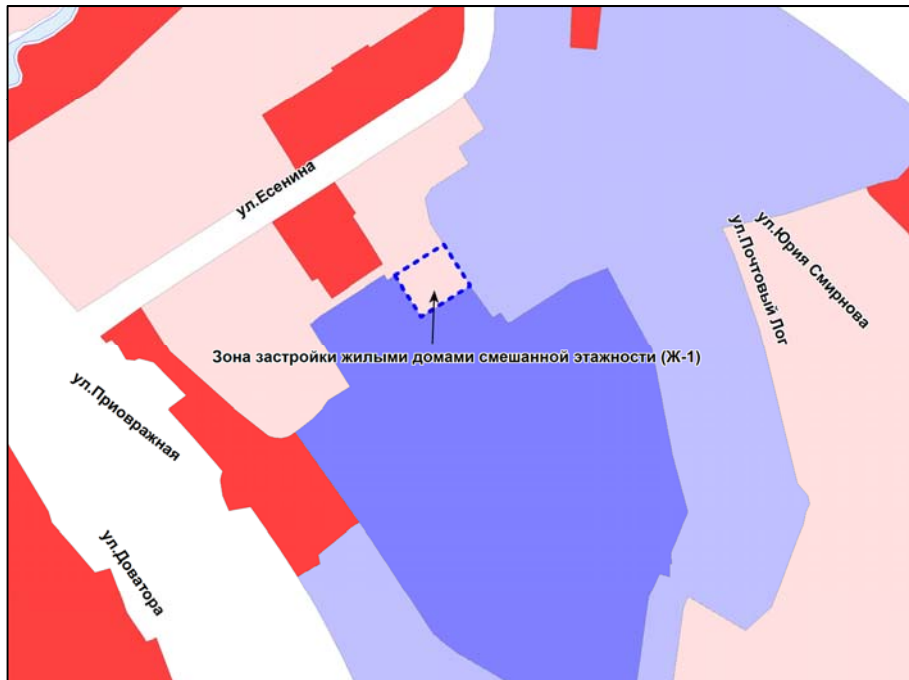 ул.Есенина
ул.Юрия Смирнова
ул.Почтовый Лог
Зона застройки жилыми домами смешанной этажности (Ж-1)
ул.Приовражная
ул.Доватора